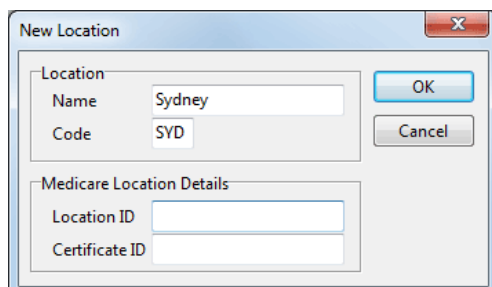 New Location
Location
Name Sydney
Code SYD
OK
Cancel
Medicare Location Details
Location ID
Certificate ID